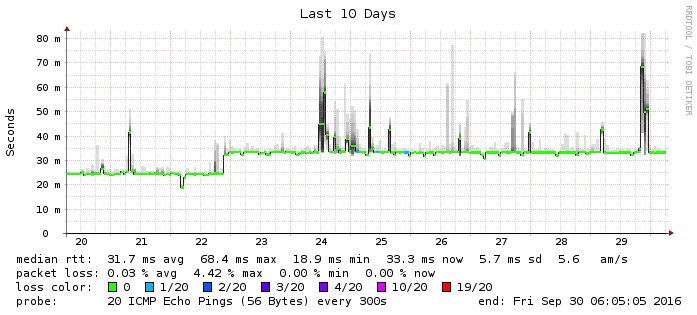 Last 10 Days
RRDTOOL / TOBI OETIKER
Seconds
80 m
70 m
60 m
50 m
40 m
30 m
20 m
10 m
0
20 21 22 23 24 25 26 27 28 29
median rtt: 31.7 ms avg 68.4 ms max 18.9 ms min 33.3 ms now 5.7 ms sd 5.6 am/s
packet loss: 0.03 % avg 4.42 % max 0.00 % min 0.00 % now
loss color: 0 1/20 2/20 3/20 4/20 10/20 19/20
probe: 20 ICMP Echo Pings (56 Bytes) every 300s end: Fri Sep 30 06:05:05 2016